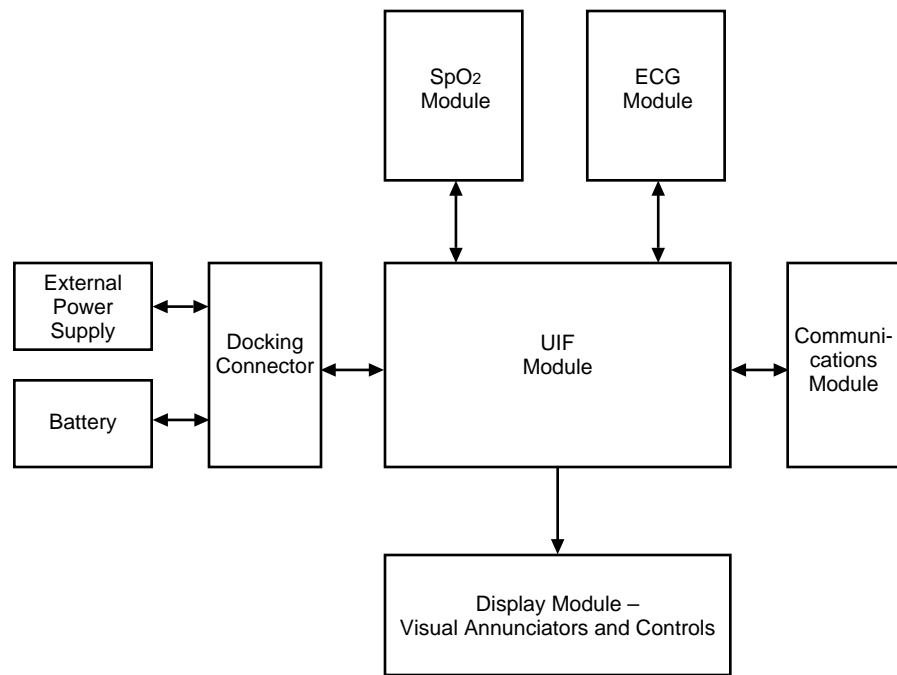 SpO2
Module
ECG
Module
External
Power
Supply
Docking
Connector
UIF
Module
Communi-
cations
Module
Battery
Display Module –
Visual Annunciators and Controls